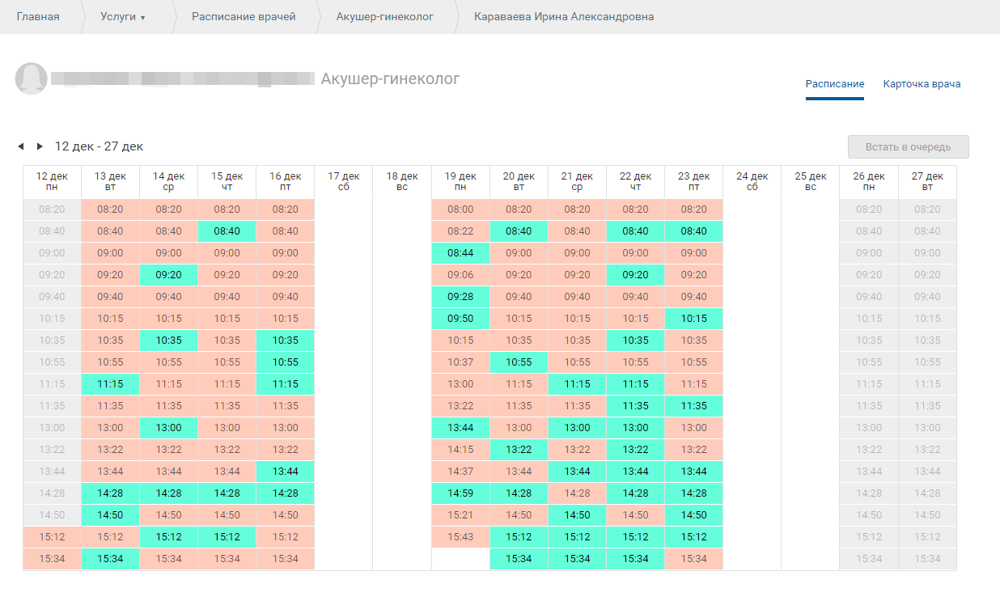 Главная Услуги ▾ Расписание врачей Акушер-гинеколог Караваева Ирина Александровна
Акушер-гинеколог
Расписание Карточка врача
12 дек - 27 дек Встать в очередь
12 дек 13 дек 14 дек 15 дек 16 дек 17 дек 18 дек 19 дек 20 дек 21 дек 22 дек 23 дек 24 дек 25 дек 26 дек 27 дек
пн вт ср чт пт сб вс пн вт ср чт пт сб вс пн вт
08:20 08:20 08:20 08:20 08:20 08:00 08:20 08:20 08:20 08:20 08:20 08:20
08:40 08:40 08:40 08:40 08:40 08:22 08:40 08:40 08:40 08:40 08:40 08:40
09:00 09:00 09:00 09:00 09:00 08:44 09:00 09:00 09:00 09:00 09:00 09:00
09:20 09:20 09:20 09:20 09:20 09:06 09:20 09:20 09:20 09:20 09:20 09:20
09:40 09:40 09:40 09:40 09:40 09:28 09:40 09:40 09:40 09:40 09:40 09:40
10:15 10:15 10:15 10:15 10:15 09:50 10:15 10:15 10:15 10:15 10:15 10:15
10:35 10:35 10:35 10:35 10:35 10:15 10:35 10:35 10:35 10:35 10:35 10:35
10:55 10:55 10:55 10:55 10:55 10:37 10:55 10:55 10:55 10:55 10:55 10:55
11:15 11:15 11:15 11:15 11:15 13:00 11:15 11:15 11:15 11:15 11:15 11:15
11:35 11:35 11:35 11:35 11:35 13:22 11:35 11:35 11:35 11:35 11:35 11:35
13:00 13:00 13:00 13:00 13:00 13:44 13:00 13:00 13:00 13:00 13:00 13:00
13:22 13:22 13:22 13:22 13:22 14:15 13:22 13:22 13:22 13:22 13:22 13:22
13:44 13:44 13:44 13:44 13:44 14:37 13:44 13:44 13:44 13:44 13:44 13:44
14:28 14:28 14:28 14:28 14:28 14:59 14:28 14:28 14:28 14:28 14:28 14:28
14:50 14:50 14:50 14:50 14:50 15:21 14:50 14:50 14:50 14:50 14:50 14:50
15:12 15:12 15:12 15:12 15:12 15:43 15:12 15:12 15:12 15:12 15:12 15:12
15:34 15:34 15:34 15:34 15:34 15:34 15:34 15:34 15:34 15:34 15:34